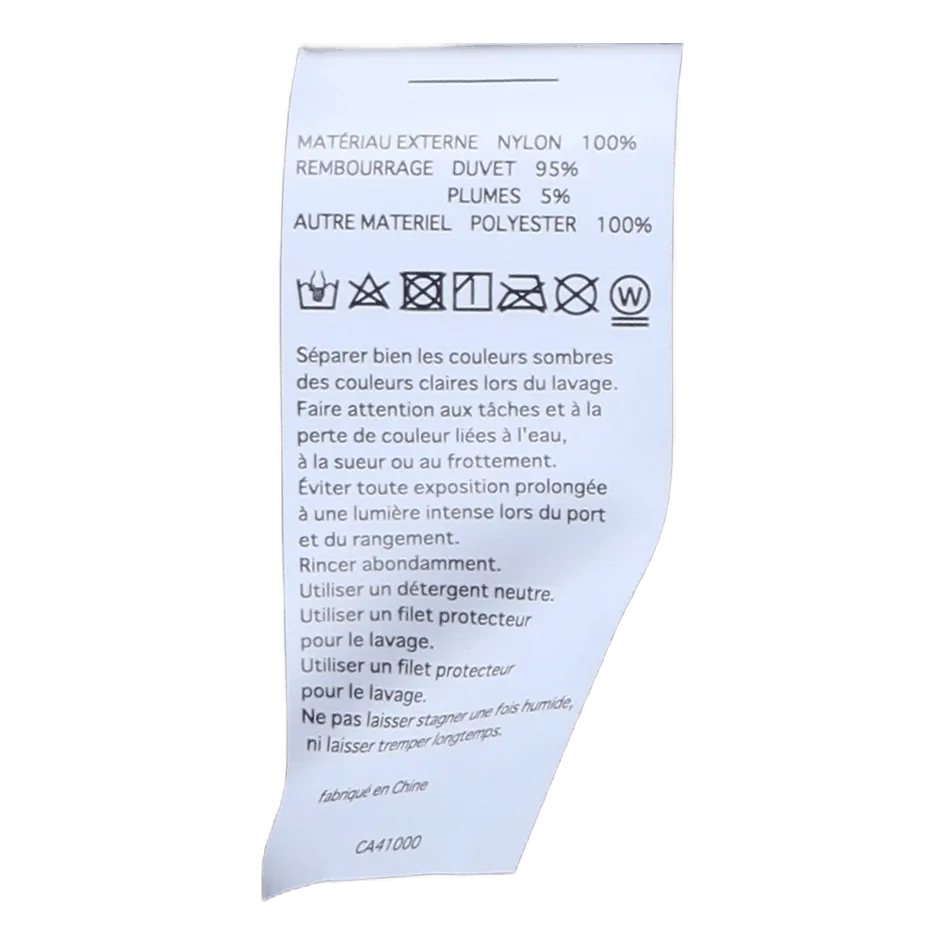 MATÉRIAU EXTERNE NYLON 100%
REMBOURRAGE DUVET 95%
PLUMES 5%
AUTRE MATERIEL POLYESTER 100%
W
Séparer bien les couleurs sombres
des couleurs claires lors du lavage.
Faire attention aux tâches et à la
perte de couleur liées à l'eau,
à la sueur ou au frottement.
Éviter toute exposition prolongée
à une lumière intense lors du port
et du rangement.
Rincer abondamment.
Utiliser un détergent neutre.
Utiliser un filet protecteur
pour le lavage.
Utiliser un filet protecteur
pour le lavage.
Ne pas laisser stagner une fois humide,
ni laisser tremper longtemps.
fabriqué en Chine
CA41000